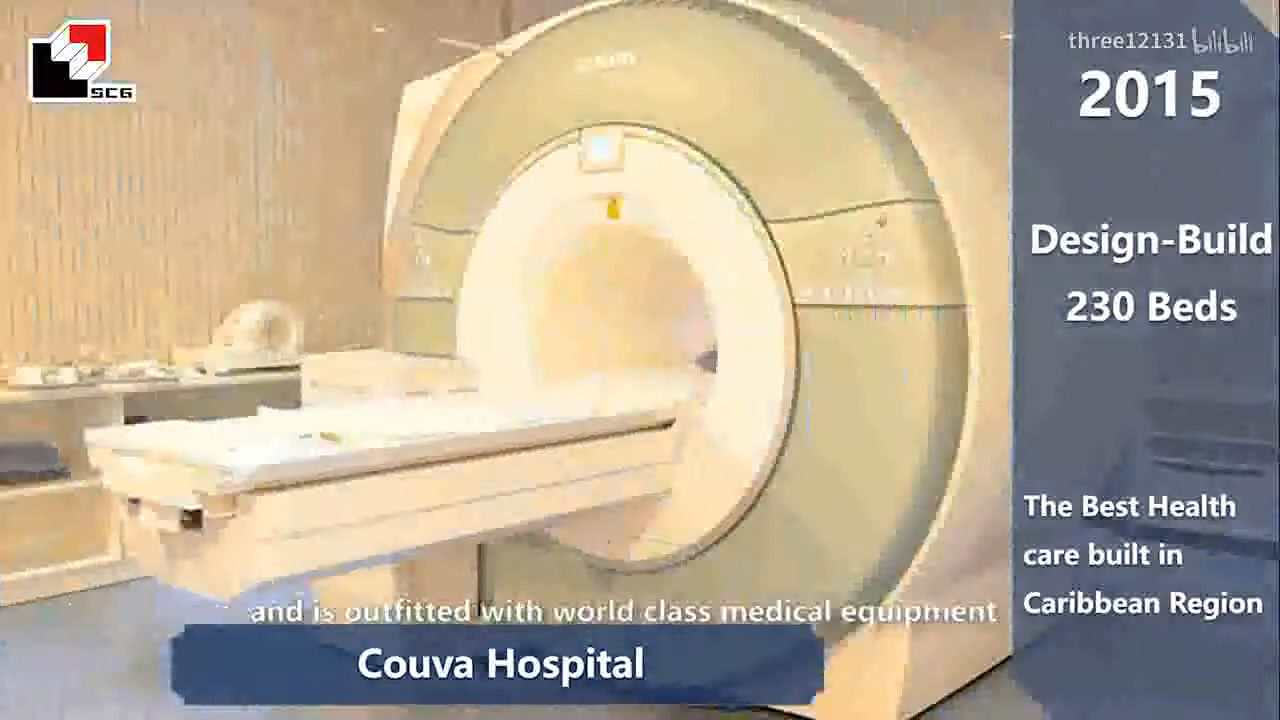 SCG
three12131 bilibili
2015
Design-Build
230 Beds
The Best Health
care built in
Caribbean Region
and is outfitted with world class medical equipment
Couva Hospital